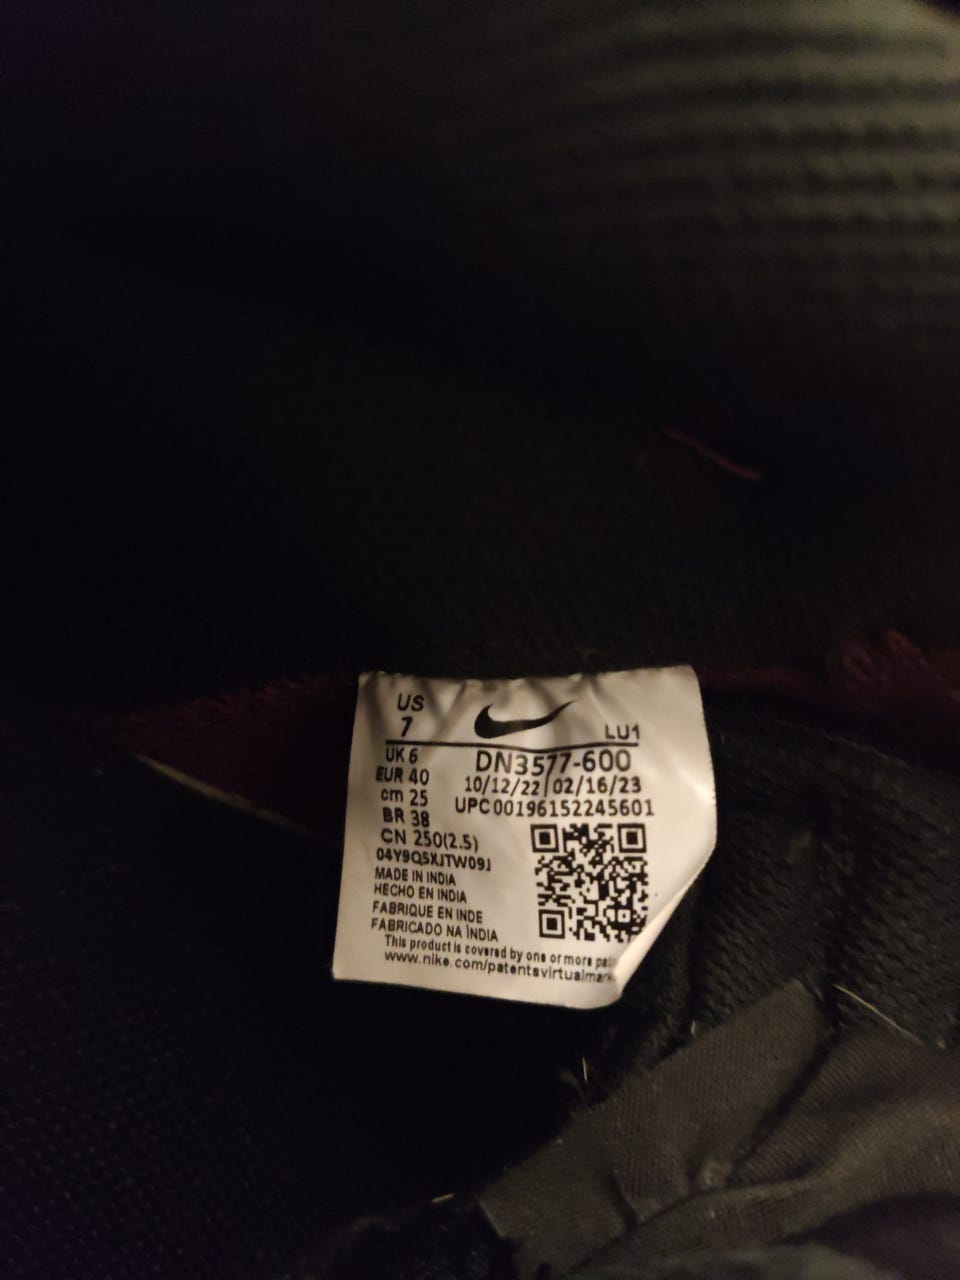 US
7
LU1
UK 6
DN3577-600
EUR 40
10/12/22 02/16/23
cm 25
UPC00196152245601
BR 38
CN 250(2.5)
04Y9Q5XJTW09J
MADE IN INDIA
HECHO EN INDIA
FABRIQUE EN INDE
FABRICADO NA ÍNDIA
This product is covered by one or more
www.nike.com/patentsvirtualmar